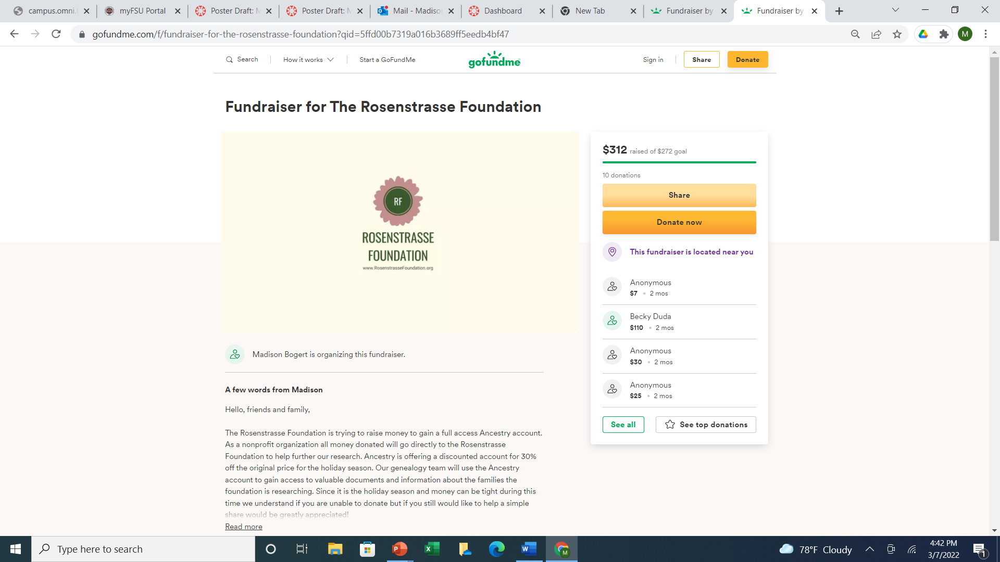 campus.omni.
myFSU Portal
Poster Draft: M
Poster Draft: M
Mail - Madison
Dashboard
New Tab
Fundraiser by
Fundraiser by
gofundme.com/f/fundraiser-for-the-rosenstrasse-foundation?qid=5ffd00b7319a016b3689ff5eedb4bf47
M
Search
How it works
Start a GoFundMe
gofundme
Sign in
Share
Donate
Fundraiser for The Rosenstrasse Foundation
RF
ROSENSTRASSE
FOUNDATION
www.RosenstrasseFoundation.org
Madison Bogert is organizing this fundraiser.
A few words from Madison
Hello, friends and family,
The Rosenstrasse Foundation is trying to raise money to gain a full access Ancestry account.
As a nonprofit organization all money donated will go directly to the Rosenstrasse
Foundation to help further our research. Ancestry is offering a discounted account for 30%
off the original price for the holiday season. Our genealogy team will use the Ancestry
account to gain access to valuable documents and information about the families the
foundation is researching. Since it is the holiday season and money can be tight during this
time we understand if you are unable to donate but if you still would like to help a simple
share would be greatly appreciated!
Read more
$312 raised of $272 goal
10 donations
Share
Donate now
This fundraiser is located near you
Anonymous
$7 • 2 mos
Becky Duda
$110 • 2 mos
Anonymous
$30 • 2 mos
Anonymous
$25 • 2 mos
See all
See top donations
Type here to search
P
X
W
M
78°F Cloudy
4:42 PM
3/7/2022
1